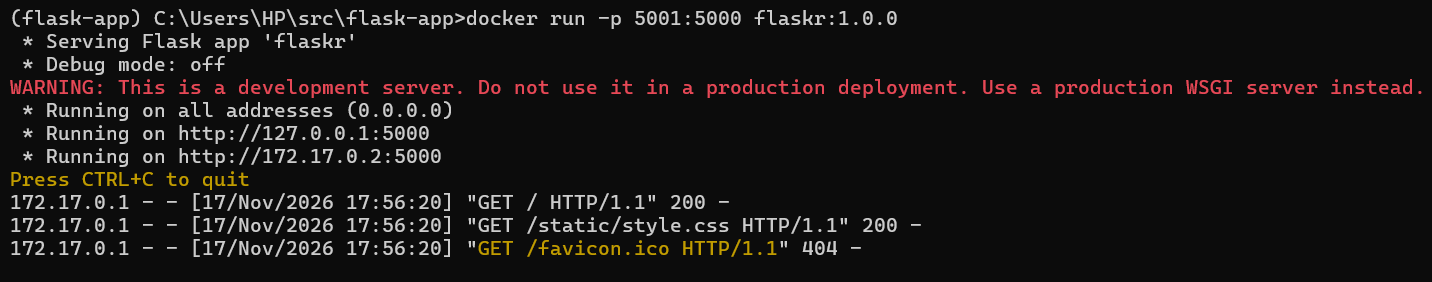 (flask-app) C:\Users\HP\src\flask-app>docker run -p 5001:5000 flaskr:1.0.0
 * Serving Flask app 'flaskr'
 * Debug mode: off
WARNING: This is a development server. Do not use it in a production deployment. Use a production WSGI server instead.
 * Running on all addresses (0.0.0.0)
 * Running on http://127.0.0.1:5000
 * Running on http://172.17.0.2:5000
Press CTRL+C to quit
172.17.0.1 - - [17/Nov/2026 17:56:20] "GET / HTTP/1.1" 200 -
172.17.0.1 - - [17/Nov/2026 17:56:20] "GET /static/style.css HTTP/1.1" 200 -
172.17.0.1 - - [17/Nov/2026 17:56:20] "GET /favicon.ico HTTP/1.1" 404 -